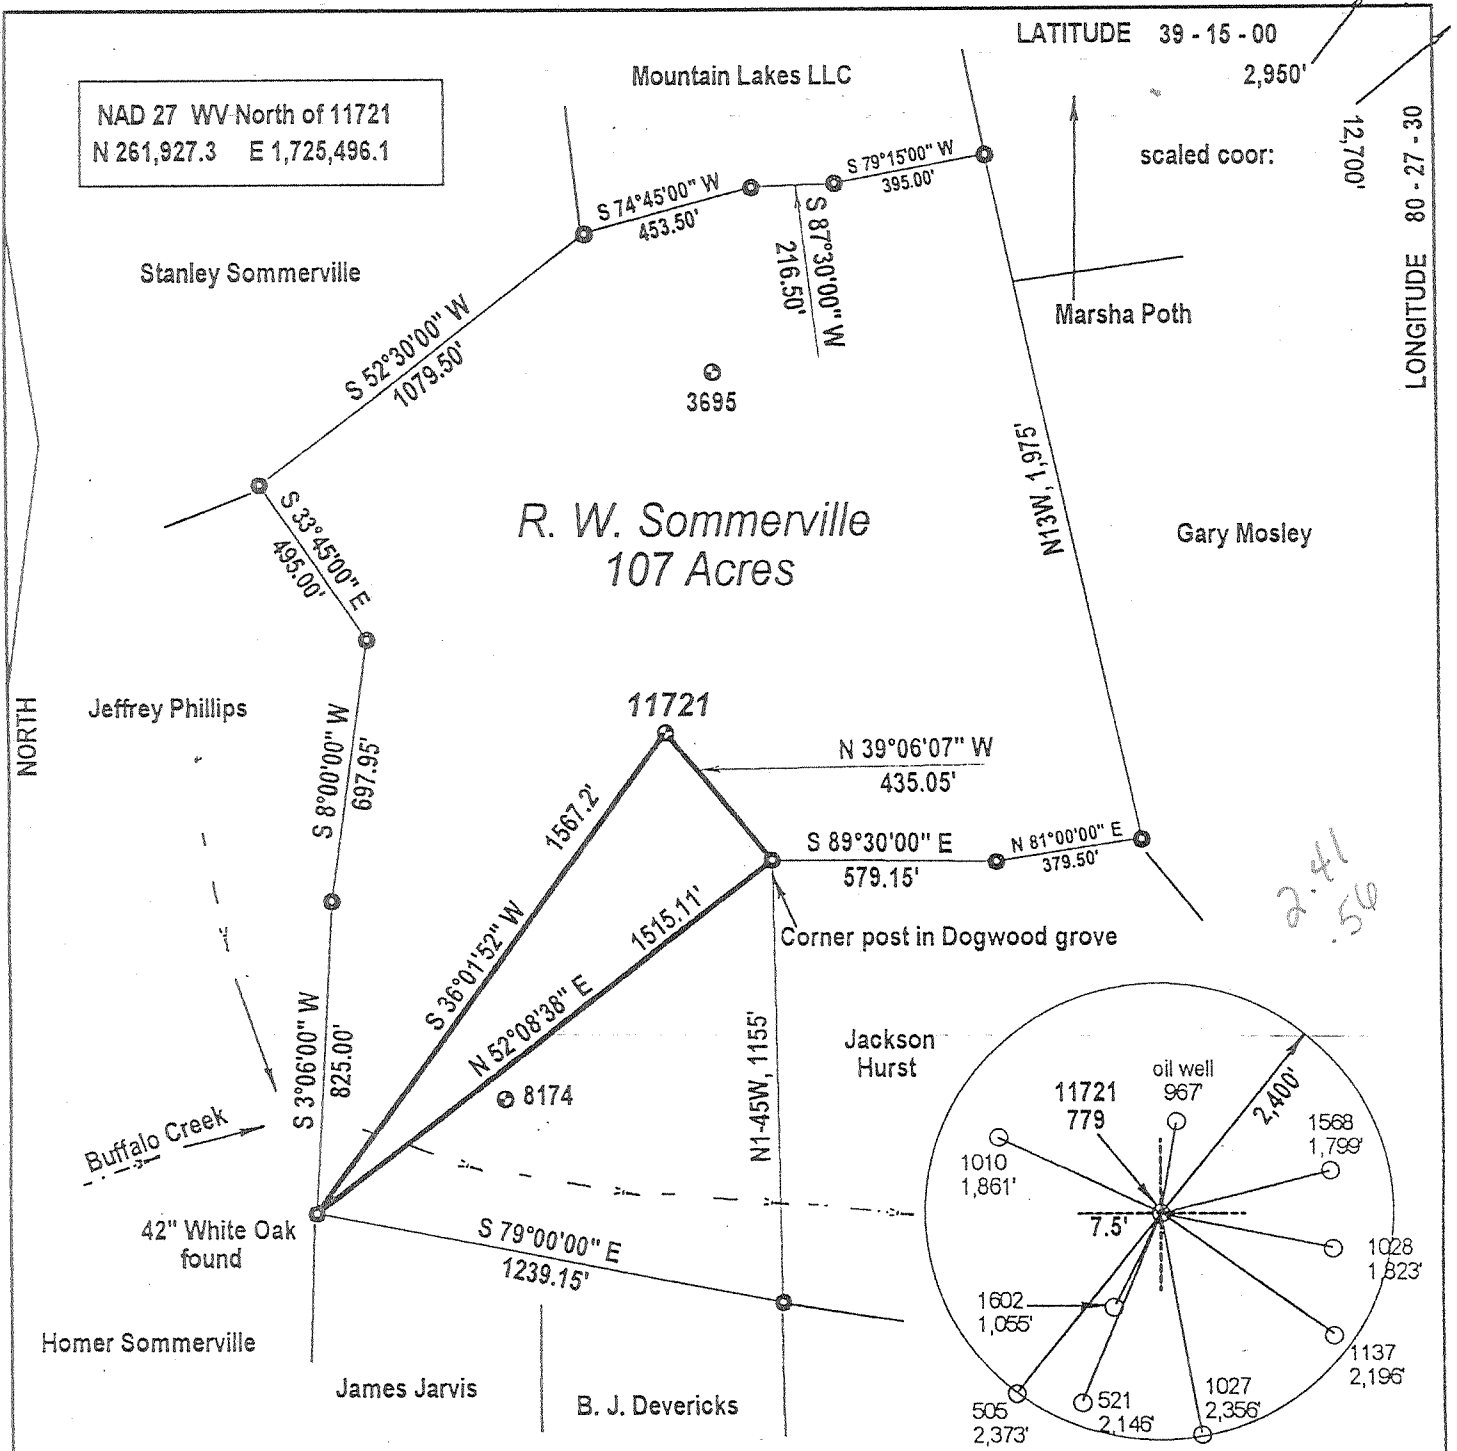 LATITUDE 39 - 15 - 00
2,950'
12,700'
LONGITUDE 80 - 27 - 30
scaled coor:
NAD 27 WV North of 11721
N 261,927.3 E 1,725,496.1
Mountain Lakes LLC
S 79°15'00" W
395.00'
S 74°45'00" W
453.50'
S 87°30'00" W
216.50'
Stanley Sommerville
Marsha Poth
S 52°30'00" W
1079.50'
3695
N13W, 1,975'
R. W. Sommerville
107 Acres
Gary Mosley
S 33°45'00" E
495.00'
NORTH
Jeffrey Phillips
S 8°00'00" W
697.95'
11721
N 39°06'07" W
435.05'
1567.2'
S 36°01'52" W
S 89°30'00" E
579.15'
N 81°00'00" E
379.50'
2.41
.56
1515.11'
N 52°08'38" E
Corner post in Dogwood grove
S 3°06'00" W
825.00'
8174
N1-45W, 1155'
Jackson
Hurst
Buffalo Creek
42" White Oak
found
S 79°00'00" E
1239.15'
Homer Sommerville
James Jarvis
B. J. Devericks
11721
779
oil well
967'
2,400'
1568
1,799'
1010
1,861'
7.5'
1028
1,823'
1602
1,055'
1137
2,196'
505
2,373'
521
2,146'
1027
2,356'